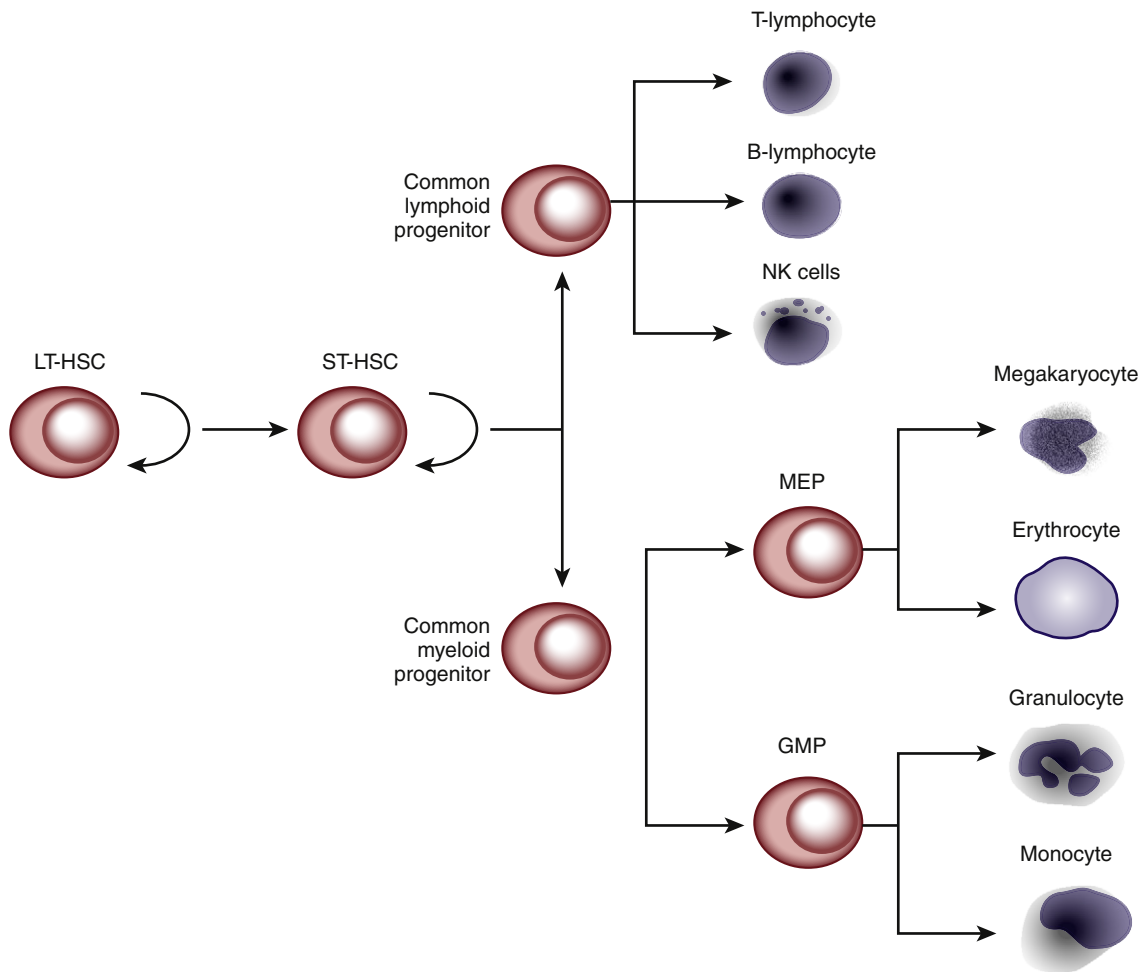 T-lymphocyte
B-lymphocyte
Common
lymphoid
progenitor
NK cells
LT-HSC
ST-HSC
Megakaryocyte
MEP
Erythrocyte
Common
myeloid
progenitor
Granulocyte
GMP
Monocyte